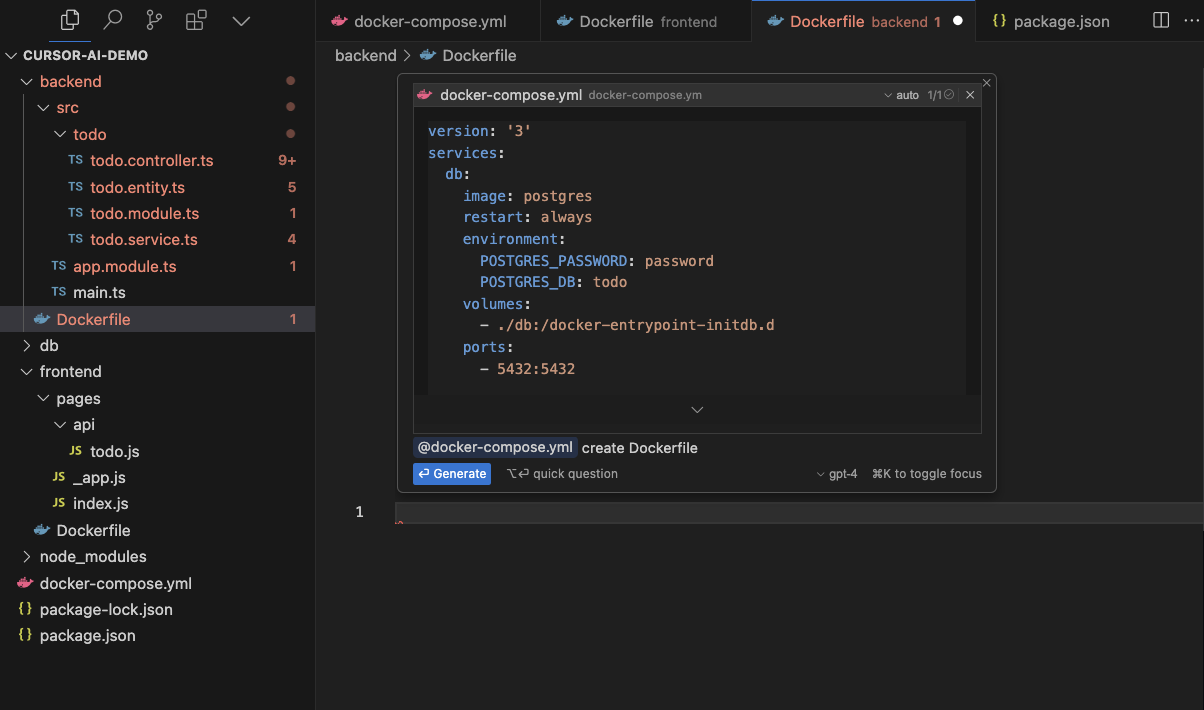 docker-compose.yml
Dockerfile frontend
Dockerfile backend 1
{} package.json
CURSOR-AI-DEMO
backend
src
todo
TS todo.controller.ts 9+
TS todo.entity.ts 5
TS todo.module.ts 1
TS todo.service.ts 4
TS app.module.ts 1
TS main.ts
Dockerfile 1
db
frontend
pages
api
JS todo.js
JS _app.js
JS index.js
Dockerfile
node_modules
docker-compose.yml
{} package-lock.json
{} package.json
backend > Dockerfile
docker-compose.yml docker-compose.ym auto 1/1
version: '3'
services:
db:
image: postgres
restart: always
environment:
POSTGRES_PASSWORD: password
POSTGRES_DB: todo
volumes:
- ./db:/docker-entrypoint-initdb.d
ports:
- 5432:5432
@docker-compose.yml create Dockerfile
⏎ Generate ⌥⏎ quick question gpt-4 ⌘K to toggle focus
1